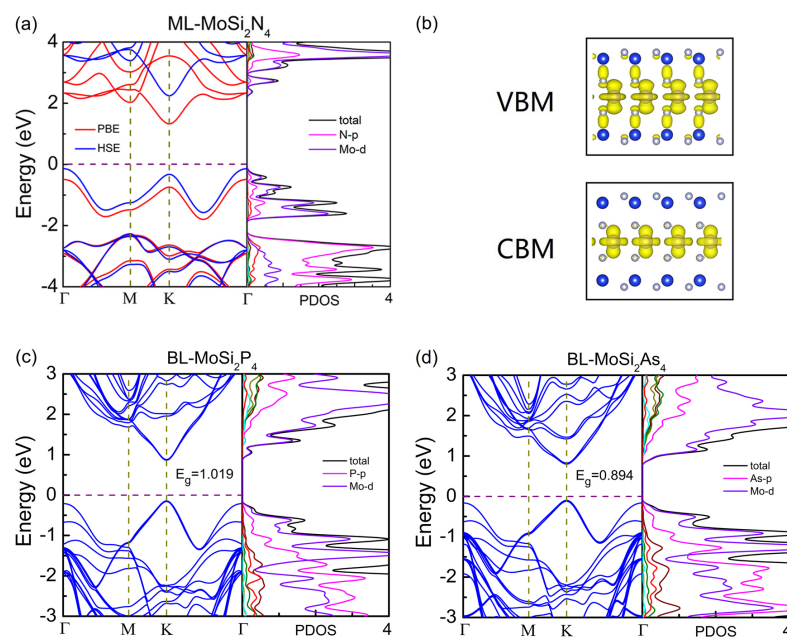 (a)
ML-MoSi₂N₄
Energy (eV)
4
2
0
-2
-4
PBE
HSE
total
N-p
Mo-d
Γ
M
K
Γ
PDOS
4
(b)
VBM
CBM
(c)
BL-MoSi₂P₄
Energy (eV)
3
2
1
0
-1
-2
-3
E_g=1.019
total
P-p
Mo-d
Γ
M
K
Γ
PDOS
4
(d)
BL-MoSi₂As₄
Energy (eV)
3
2
1
0
-1
-2
-3
E_g=0.894
total
As-p
Mo-d
Γ
M
K
Γ
PDOS
4